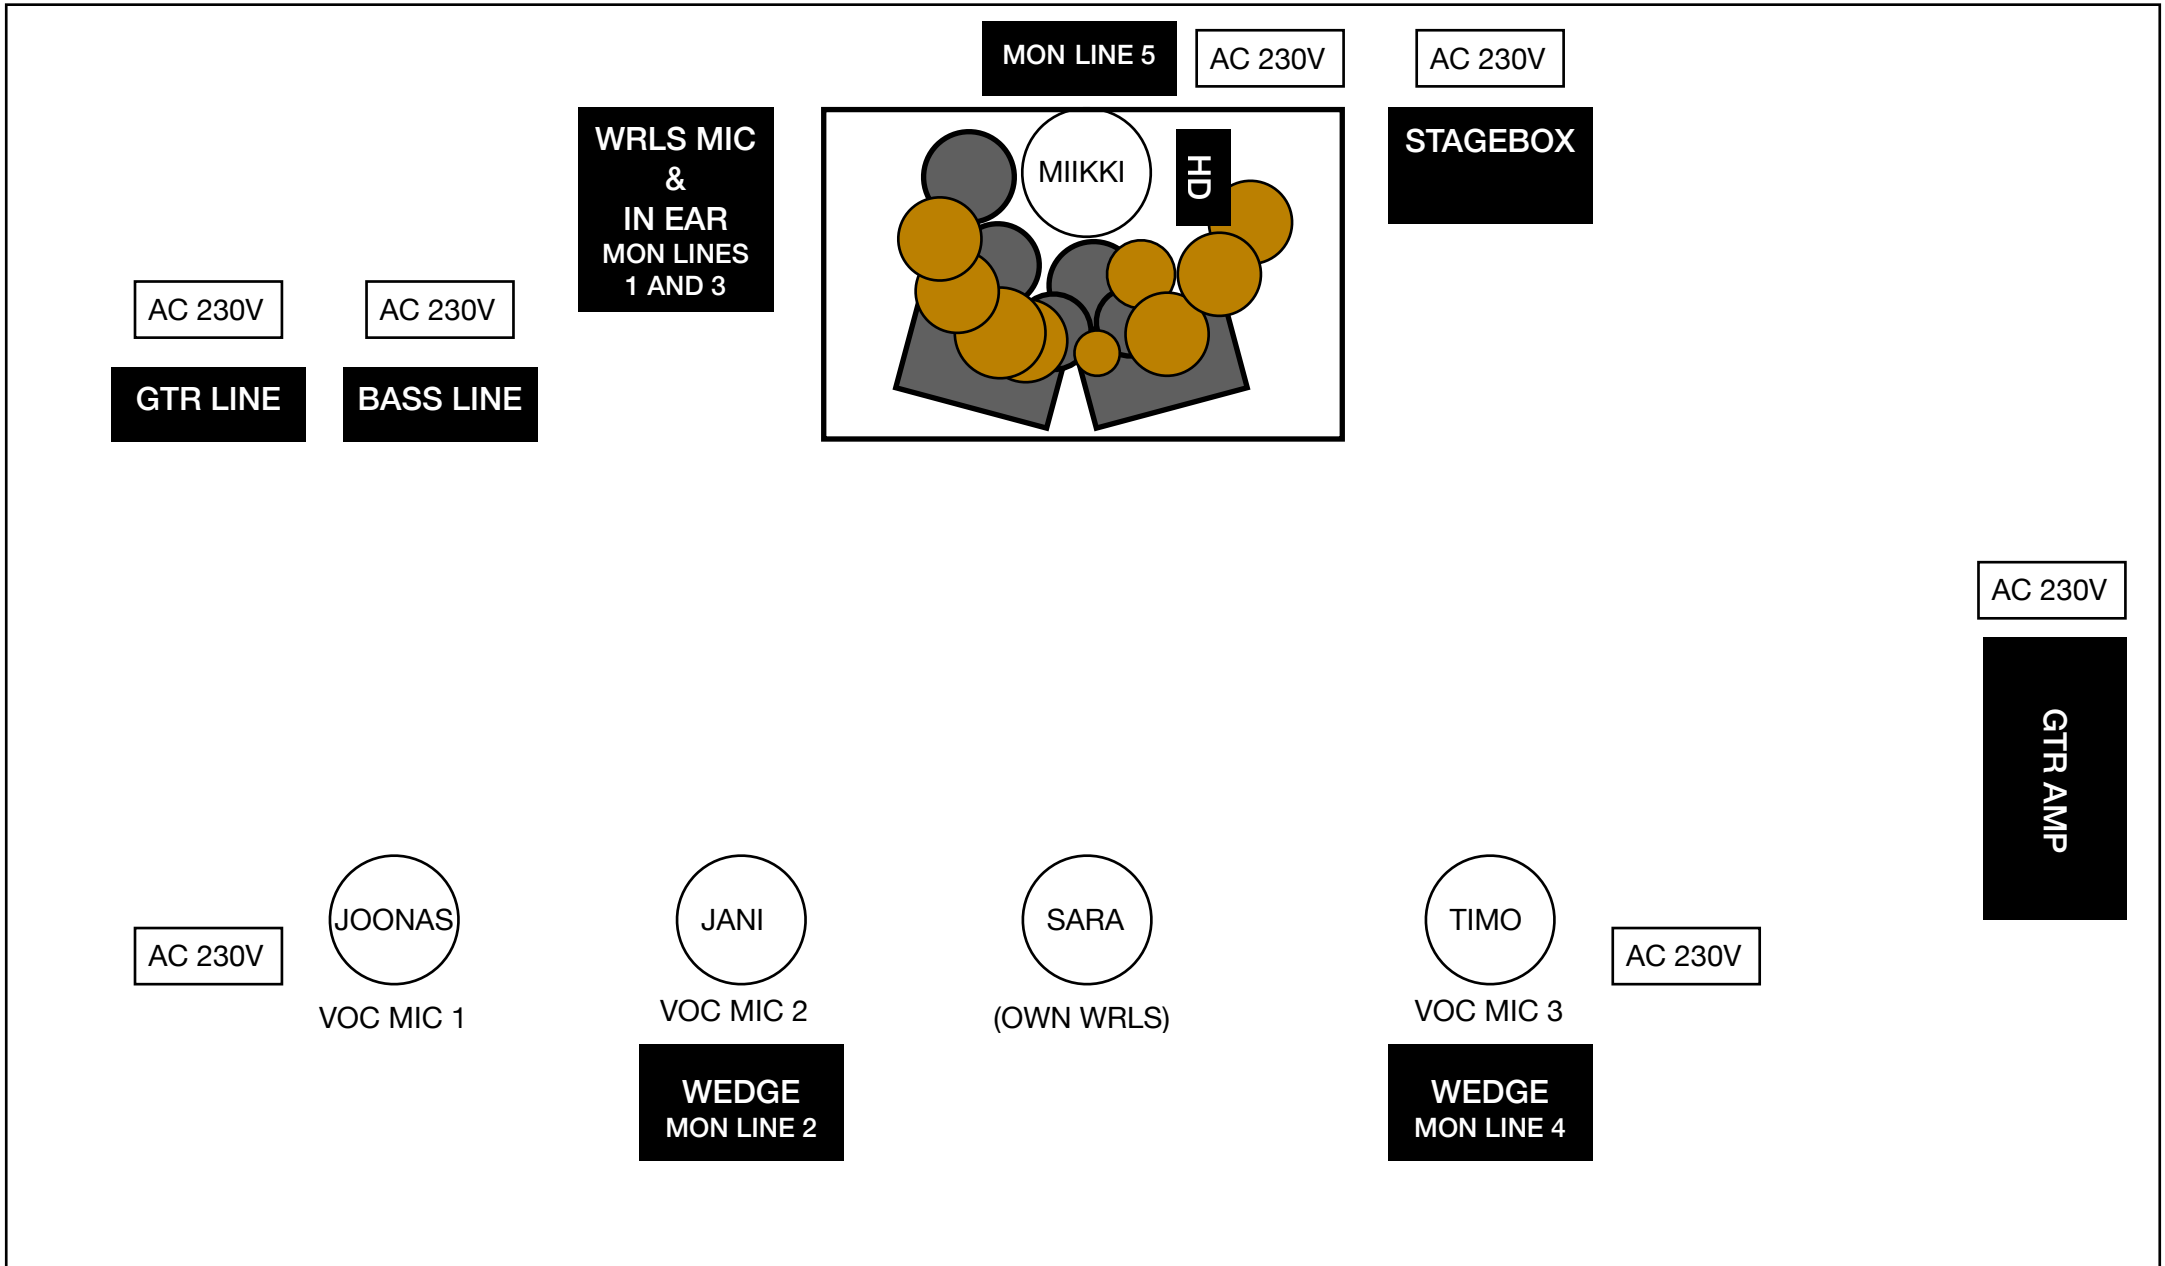 MON LINE 5
AC 230V
AC 230V
WRLS MIC
&
IN EAR
MON LINES
1 AND 3
MIIKKI
HD
STAGEBOX
AC 230V
AC 230V
GTR LINE
BASS LINE
AC 230V
GTR AMP
JOONAS
JANI
SARA
TIMO
AC 230V
AC 230V
VOC MIC 1
VOC MIC 2
(OWN WRLS)
VOC MIC 3
WEDGE
MON LINE 2
WEDGE
MON LINE 4